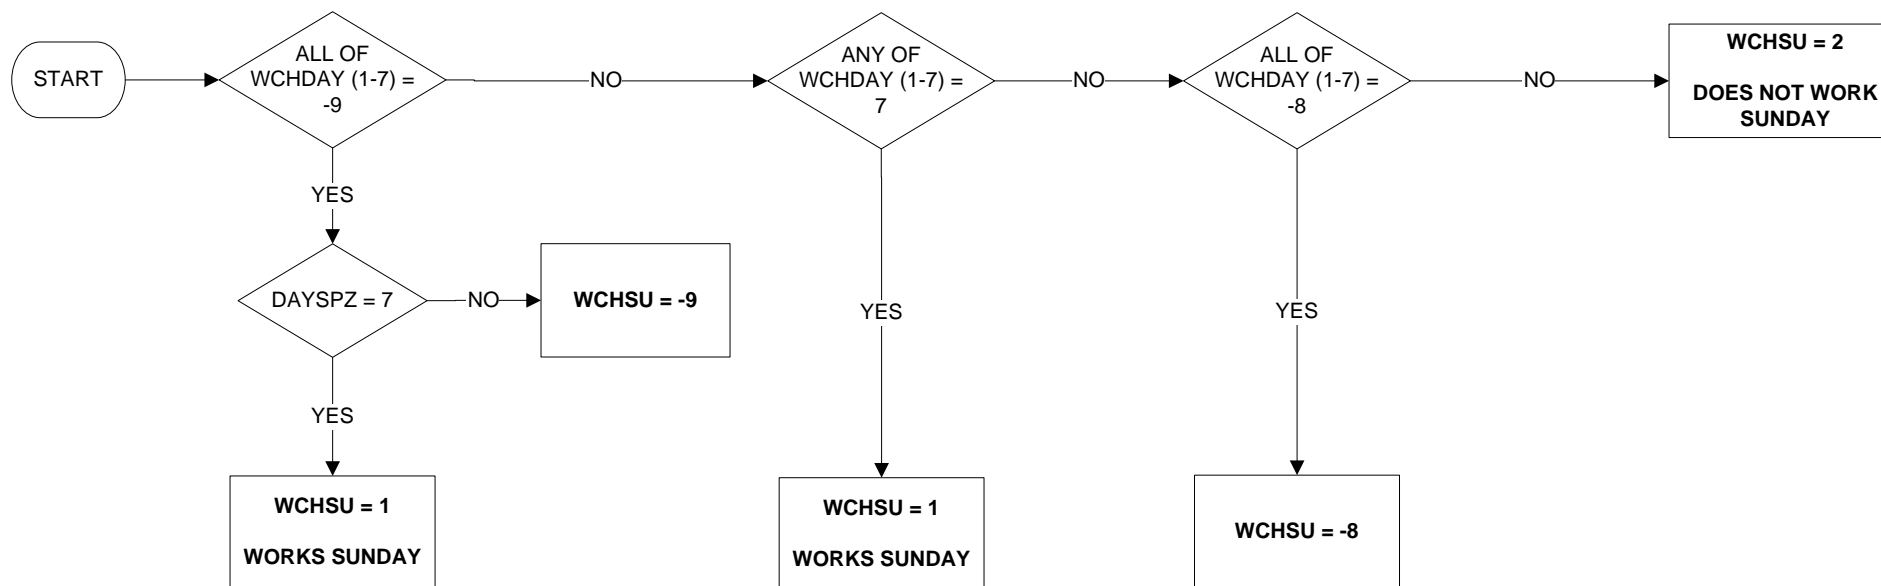 START
ALL OF
WCHDAY (1-7) =
-9
NO
ANY OF
WCHDAY (1-7) =
7
NO
ALL OF
WCHDAY (1-7) =
-8
NO
WCHSU = 2
DOES NOT WORK
SUNDAY
YES
DAYSPZ = 7
NO
WCHSU = -9
YES
YES
YES
WCHSU = 1
WORKS SUNDAY
WCHSU = 1
WORKS SUNDAY
WCHSU = -8